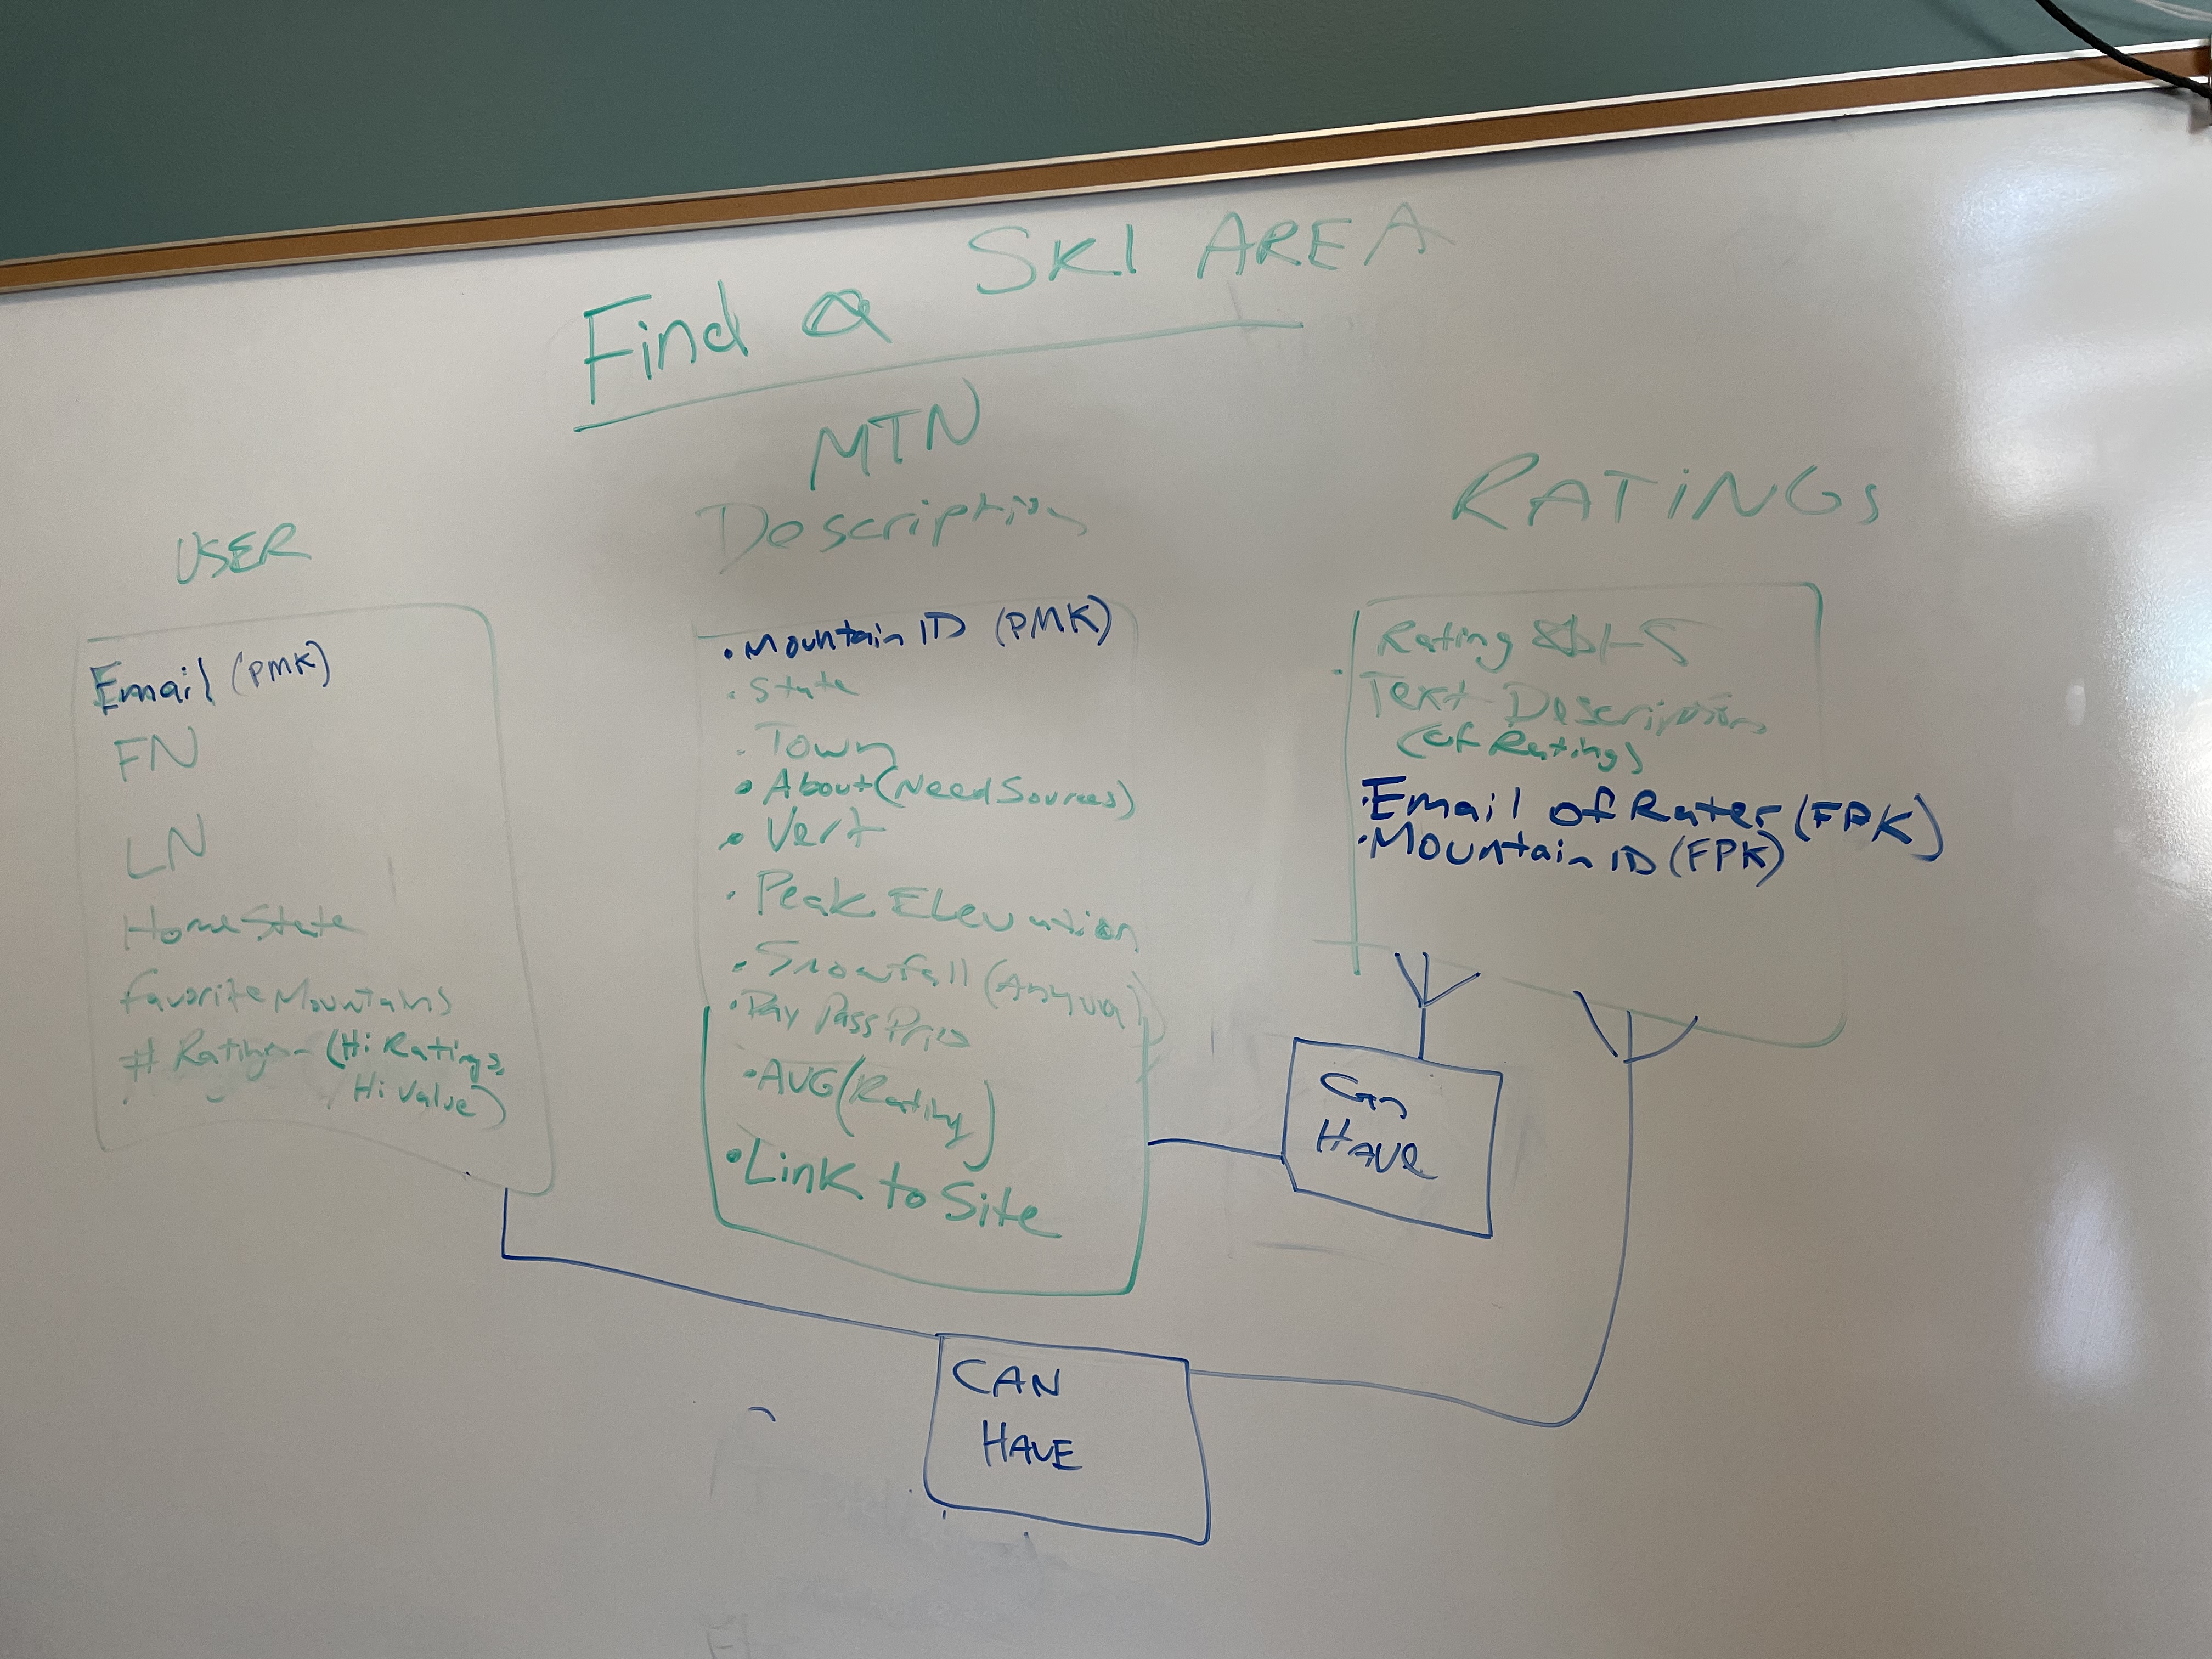 Find a SKI AREA
USER
Email (PMK)
FN
LN
Home State
Favorite Mountains
# Ratings - (Hi Ratings,
Hi Value)
MTN
Description
• Mountain ID (PMK)
• State
• Town
• About (Need Sources)
• Vert
• Peak Elevation
• Snowfall (Annual)
• Day Pass Price
• AVG (Rating)
• Link to Site
RATINGS
Rating 1-5
• Text Description
(of Rating)
• Email of Rater (FPK)
• Mountain ID (FPK)
Can
HAVE
CAN
HAVE